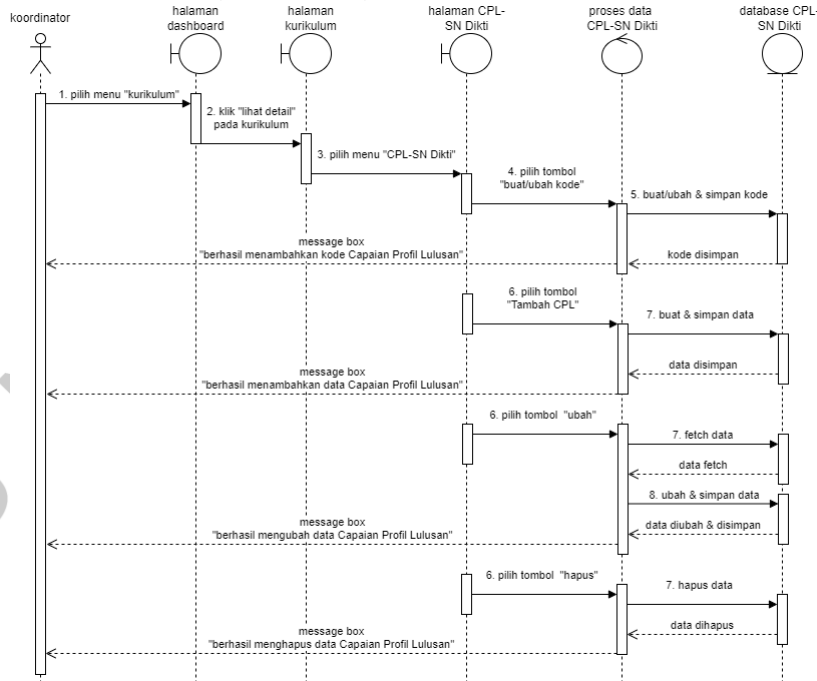 koordinator
halaman
dashboard
halaman
kurikulum
halaman CPL-
SN Dikti
proses data
CPL-SN Dikti
database CPL-
SN Dikti
1. pilih menu "kurikulum"
2. klik "lihat detail"
pada kurikulum
3. pilih menu "CPL-SN Dikti"
4. pilih tombol
"buat/ubah kode"
5. buat/ubah & simpan kode
message box
"berhasil menambahkan kode Capaian Profil Lulusan"
kode disimpan
6. pilih tombol
"Tambah CPL"
7. buat & simpan data
data disimpan
message box
"berhasil menambahkan data Capaian Profil Lulusan"
6. pilih tombol "ubah"
7. fetch data
data fetch
8. ubah & simpan data
message box
"berhasil mengubah data Capaian Profil Lulusan"
data diubah & disimpan
6. pilih tombol "hapus"
7. hapus data
data dihapus
message box
"berhasil menghapus data Capaian Profil Lulusan"